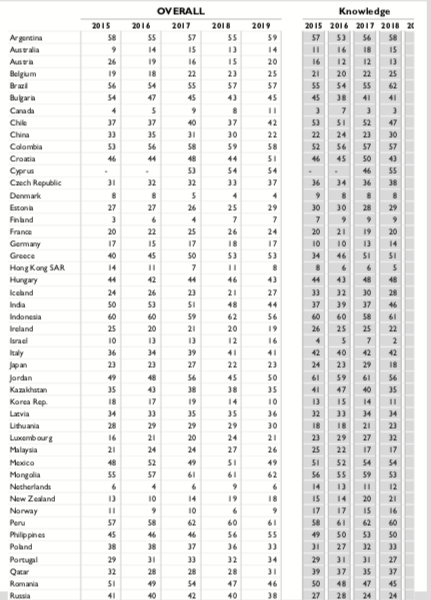 OVERALL Knowledge
2015 2016 2017 2018 2019 2015 2016 2017 2018
Argentina 58 55 57 55 59 57 53 56 58
Australia 9 14 15 13 14 11 16 18 15
Austria 26 19 16 15 20 16 12 12 13
Belgium 19 18 22 23 25 21 20 22 25
Brazil 56 54 55 57 57 55 54 55 62
Bulgaria 54 47 45 43 45 45 38 41 41
Canada 4 5 9 8 11 3 7 3 3
Chile 37 37 40 37 42 53 51 52 47
China 33 35 31 30 22 22 24 23 30
Colombia 53 56 58 59 58 52 56 57 57
Croatia 46 44 48 44 51 46 45 50 43
Cyprus - - 53 54 54 - - 46 55
Czech Republic 31 32 32 33 37 36 34 36 38
Denmark 8 8 5 4 4 9 8 8 8
Estonia 27 27 26 25 29 30 30 28 29
Finland 3 6 4 7 7 7 9 9 9
France 20 22 25 26 24 20 21 19 20
Germany 17 15 17 18 17 10 10 13 14
Greece 40 45 50 53 53 34 46 51 51
Hong Kong SAR 14 11 7 11 8 8 6 6 5
Hungary 44 42 44 46 43 44 43 48 48
Iceland 24 26 23 21 27 33 32 30 28
India 50 53 51 48 44 37 39 37 46
Indonesia 60 60 59 62 56 60 60 58 61
Ireland 25 20 21 20 19 26 25 25 22
Israel 10 13 13 12 16 4 5 7 2
Italy 36 34 39 41 41 42 40 42 42
Japan 23 23 27 22 23 24 23 29 18
Jordan 49 48 56 45 50 61 59 61 56
Kazakhstan 35 43 38 38 35 41 47 40 35
Korea Rep. 18 17 19 14 10 13 15 14 11
Latvia 34 33 35 35 36 32 33 34 34
Lithuania 28 29 29 29 30 18 18 21 23
Luxembourg 16 21 20 24 21 23 29 27 32
Malaysia 21 24 24 27 26 25 22 17 17
Mexico 48 52 49 51 49 51 52 54 54
Mongolia 55 57 61 61 62 56 55 59 53
Netherlands 6 4 6 9 6 14 13 11 12
New Zealand 13 10 14 19 18 15 14 20 21
Norway 11 9 10 6 9 17 17 15 16
Peru 57 58 62 60 61 58 61 62 60
Philippines 45 46 46 56 55 49 50 53 50
Poland 38 38 37 36 33 31 27 32 33
Portugal 29 31 33 32 34 29 31 31 27
Qatar 32 28 28 28 31 39 37 35 37
Romania 51 49 54 47 46 50 48 47 45
Russia 41 40 42 40 38 27 28 24 24